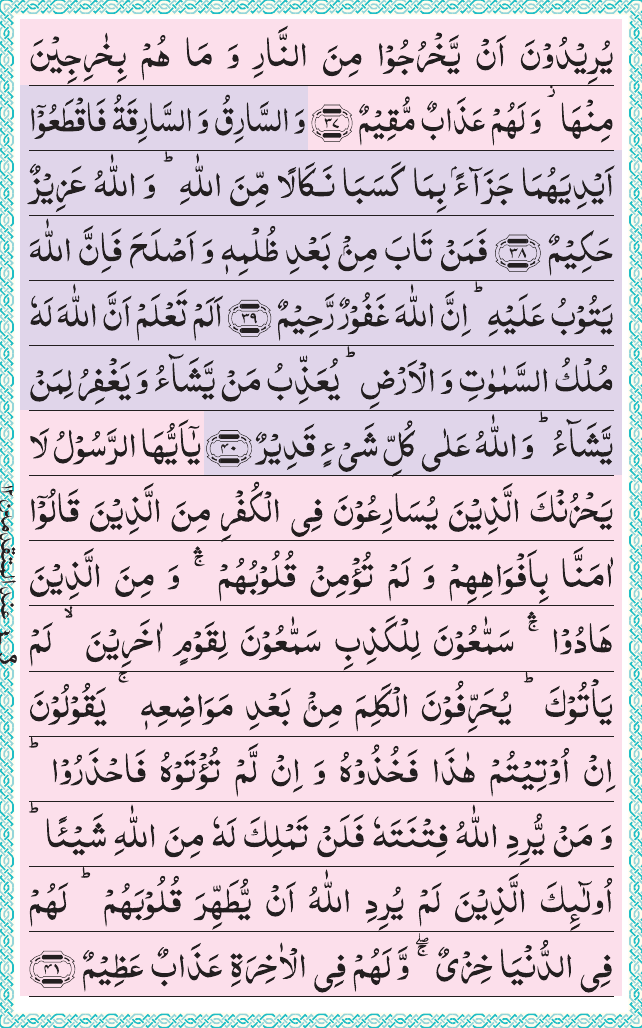 یُرِیْدُوْنَ اَنْ یَّخْرُجُوْا مِنَ النَّارِ وَ مَا هُمْ بِخٰرِجِیْنَ
مِنْهَا ؗ وَ لَهُمْ عَذَابٌ مُّقِیْمٌ ﴿۳۷﴾ وَ السَّارِقُ وَ السَّارِقَةُ فَاقْطَعُوْۤا
اَیْدِیَهُمَا جَزَآءًۢ بِمَا كَسَبَا نَكَالًا مِّنَ اللّٰهِ ؕ وَ اللّٰهُ عَزِیْزٌ
حَكِیْمٌ ﴿۳۸﴾ فَمَنْ تَابَ مِنْۢ بَعْدِ ظُلْمِهٖ وَ اَصْلَحَ فَاِنَّ اللّٰهَ
یَتُوْبُ عَلَیْهِ ؕ اِنَّ اللّٰهَ غَفُوْرٌ رَّحِیْمٌ ﴿۳۹﴾ اَلَمْ تَعْلَمْ اَنَّ اللّٰهَ لَهٗ
مُلْكُ السَّمٰوٰتِ وَ الْاَرْضِ ؕ یُعَذِّبُ مَنْ یَّشَآءُ وَ یَغْفِرُ لِمَنْ
یَّشَآءُ ؕ وَ اللّٰهُ عَلٰی كُلِّ شَیْءٍ قَدِیْرٌ ﴿۴۰﴾ یٰۤاَیُّهَا الرَّسُوْلُ لَا
یَحْزُنْكَ الَّذِیْنَ یُسَارِعُوْنَ فِی الْكُفْرِ مِنَ الَّذِیْنَ قَالُوْۤا
اٰمَنَّا بِاَفْوَاهِهِمْ وَ لَمْ تُؤْمِنْ قُلُوْبُهُمْ ۛۚ وَ مِنَ الَّذِیْنَ
هَادُوْا ۛۚ سَمّٰعُوْنَ لِلْكَذِبِ سَمّٰعُوْنَ لِقَوْمٍ اٰخَرِیْنَ ۙ لَمْ
یَاْتُوْكَ ؕ یُحَرِّفُوْنَ الْكَلِمَ مِنْۢ بَعْدِ مَوَاضِعِهٖ ۚ یَقُوْلُوْنَ
اِنْ اُوْتِیْتُمْ هٰذَا فَخُذُوْهُ وَ اِنْ لَّمْ تُؤْتَوْهُ فَاحْذَرُوْا ؕ
وَ مَنْ یُّرِدِ اللّٰهُ فِتْنَتَهٗ فَلَنْ تَمْلِكَ لَهٗ مِنَ اللّٰهِ شَیْـًٔا ؕ
اُولٰٓىِٕكَ الَّذِیْنَ لَمْ یُرِدِ اللّٰهُ اَنْ یُّطَهِّرَ قُلُوْبَهُمْ ؕ لَهُمْ
فِی الدُّنْیَا خِزْیٌ ۖۚ وَّ لَهُمْ فِی الْاٰخِرَةِ عَذَابٌ عَظِیْمٌ ﴿۴۱﴾